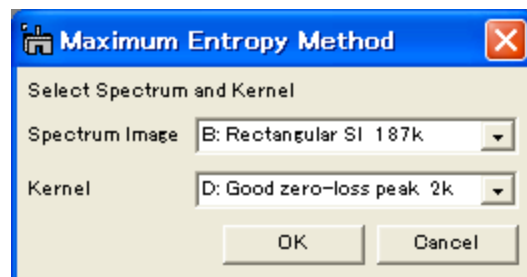 Maximum Entropy Method
Select Spectrum and Kernel
Spectrum Image B: Rectangular SI 187k
Kernel D: Good zero-loss peak 2k
OK Cancel